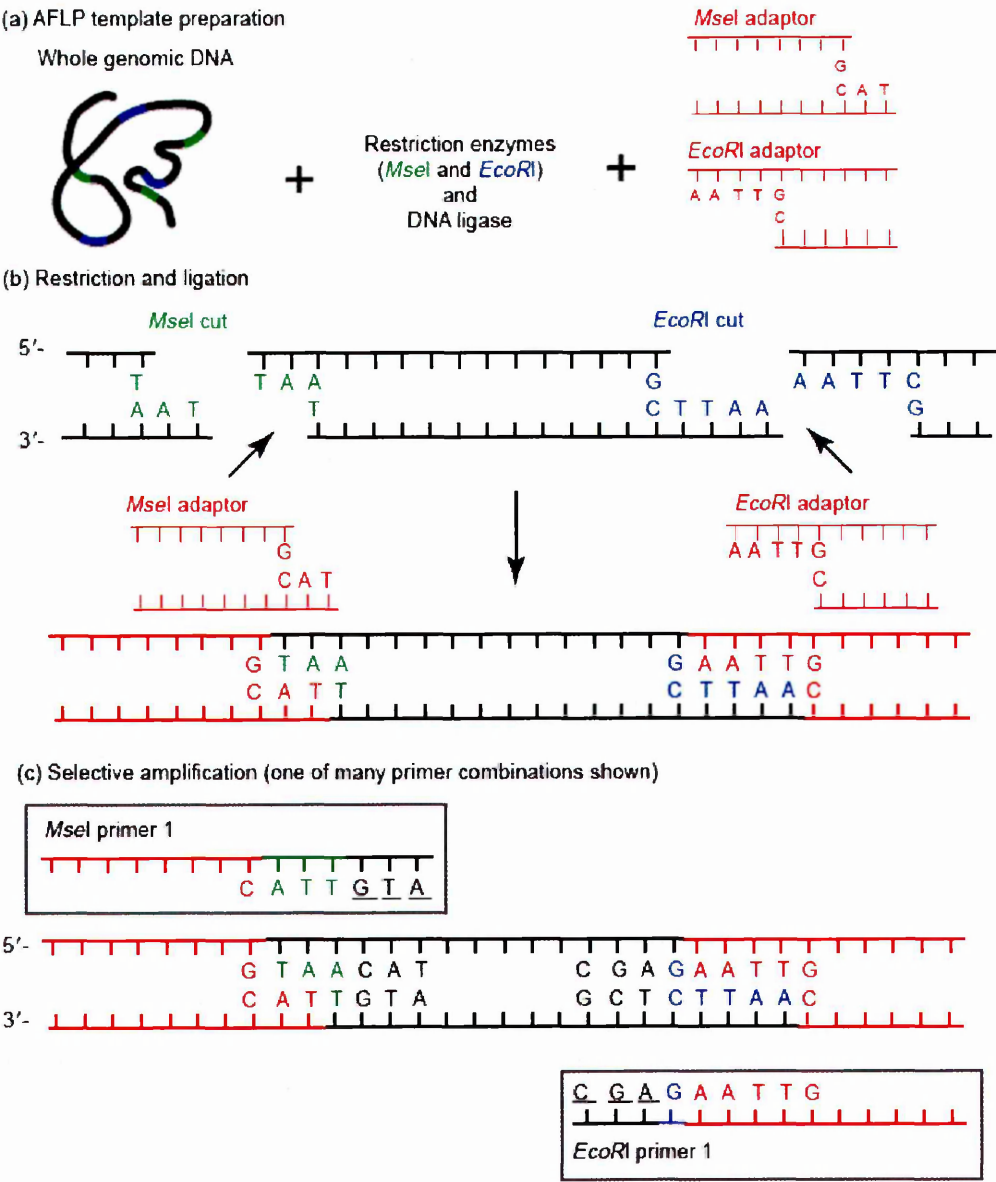 (a) AFLP template preparation
Whole genomic DNA
+
Restriction enzymes
(MseI and EcoRI)
and
DNA ligase
+
MseI adaptor
G
C A T
EcoRI adaptor
A A T T G
C
(b) Restriction and ligation
MseI cut
EcoRI cut
5′-
T
T A A
G
A A T T C
A A T
T
C T T A A
G
3′-
MseI adaptor
G
C A T
EcoRI adaptor
A A T T G
C
G T A A
G A A T T G
C A T T
C T T A A C
(c) Selective amplification (one of many primer combinations shown)
MseI primer 1
C A T T G T A
5′-
G T A A C A T
C G A G A A T T G
C A T T G T A
G C T C T T A A C
3′-
C G A G A A T T G
EcoRI primer 1